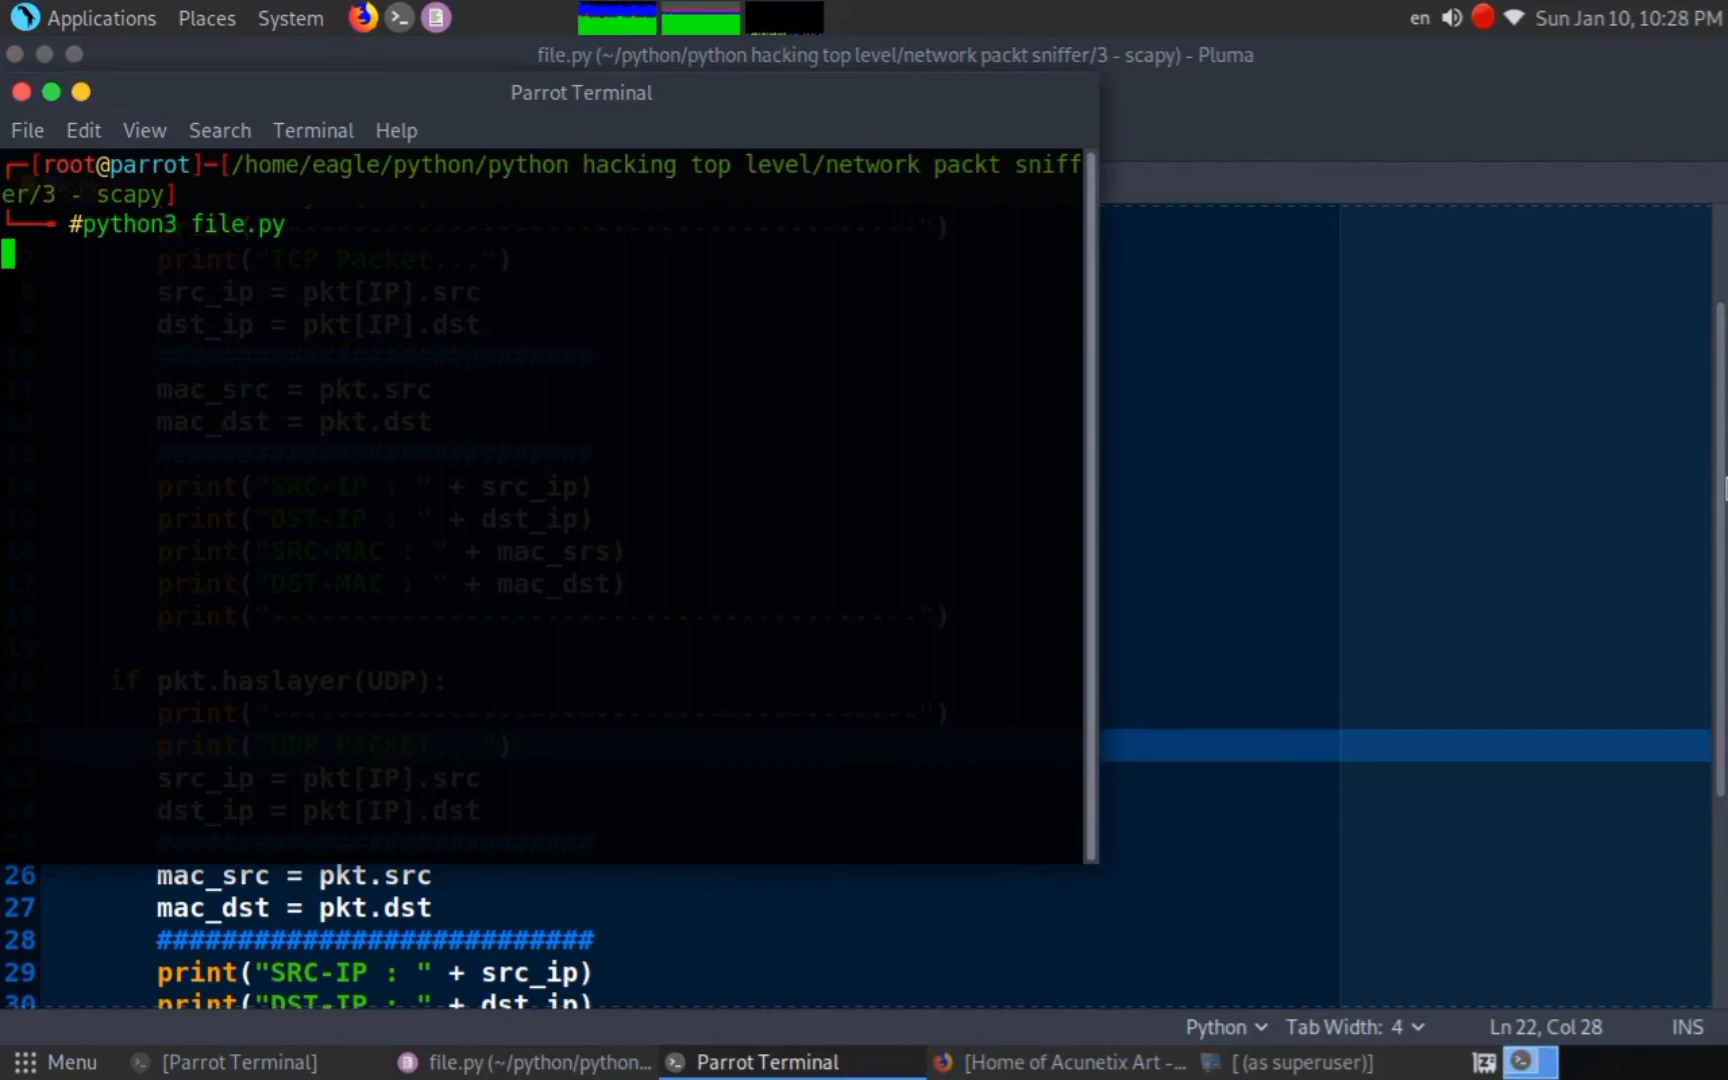 Applications Places System
en Sun Jan 10, 10:28 PM
file.py (~/python/python hacking top level/network packt sniffer/3 - scapy) - Pluma
Parrot Terminal
File Edit View Search Terminal Help
┌─[root@parrot]─[/home/eagle/python/python hacking top level/network packt sniff
er/3 - scapy]
└──╼ #python3 file.py
print("TCP Packet...")
src_ip = pkt[IP].src
dst_ip = pkt[IP].dst
###########################
mac_src = pkt.src
mac_dst = pkt.dst
###########################
print("SRC-IP : " + src_ip)
print("DST-IP : " + dst_ip)
print("SRC-MAC : " + mac_srs)
print("DST-MAC : " + mac_dst)
print("----------------------------------------")
if pkt.haslayer(UDP):
print("----------------------------------------")
print("UDP PACKET...")
src_ip = pkt[IP].src
dst_ip = pkt[IP].dst
26 mac_src = pkt.src
27 mac_dst = pkt.dst
28 ###########################
29 print("SRC-IP : " + src_ip)
30 print("DST-IP : " + dst_ip)
Python Tab Width: 4 Ln 22, Col 28 INS
Menu [Parrot Terminal] file.py (~/python/python... Parrot Terminal [Home of Acunetix Art -... [ (as superuser)]